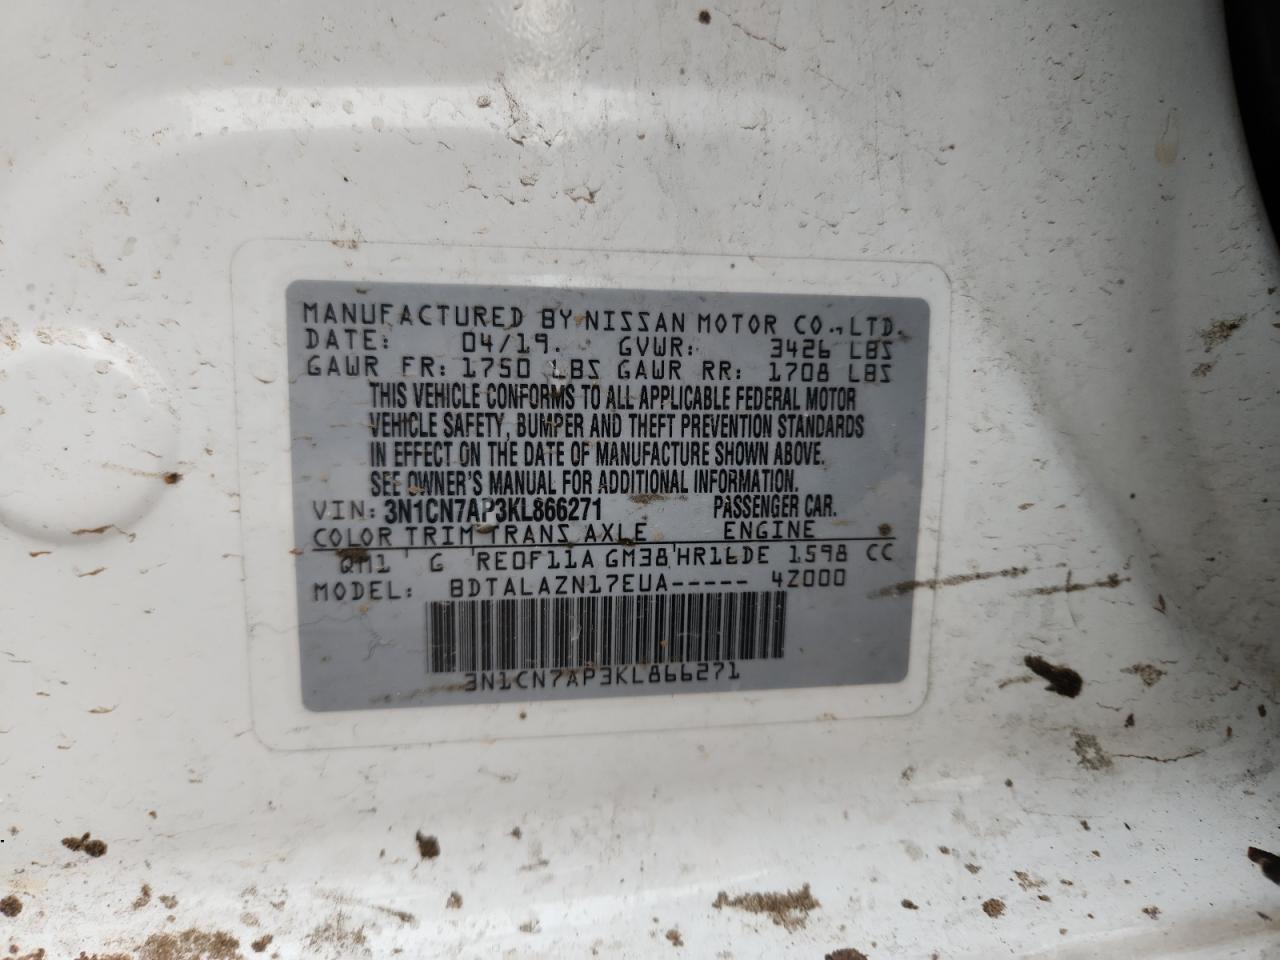 MANUFACTURED BY NISSAN MOTOR CO., LTD.
DATE: 04/19. GVWR: 3426 LBS
GAWR FR: 1750 LBS GAWR RR: 1708 LBS
THIS VEHICLE CONFORMS TO ALL APPLICABLE FEDERAL MOTOR
VEHICLE SAFETY, BUMPER AND THEFT PREVENTION STANDARDS
IN EFFECT ON THE DATE OF MANUFACTURE SHOWN ABOVE.
SEE OWNER'S MANUAL FOR ADDITIONAL INFORMATION.
VIN: 3N1CN7AP3KL866271 PASSENGER CAR.
COLOR TRIM TRANS AXLE ENGINE
QM1 G RE0F11A GM38 HR16DE 1598 CC
MODEL: BDTALAZN17EUA----- 4Z000
3N1CN7AP3KL866271